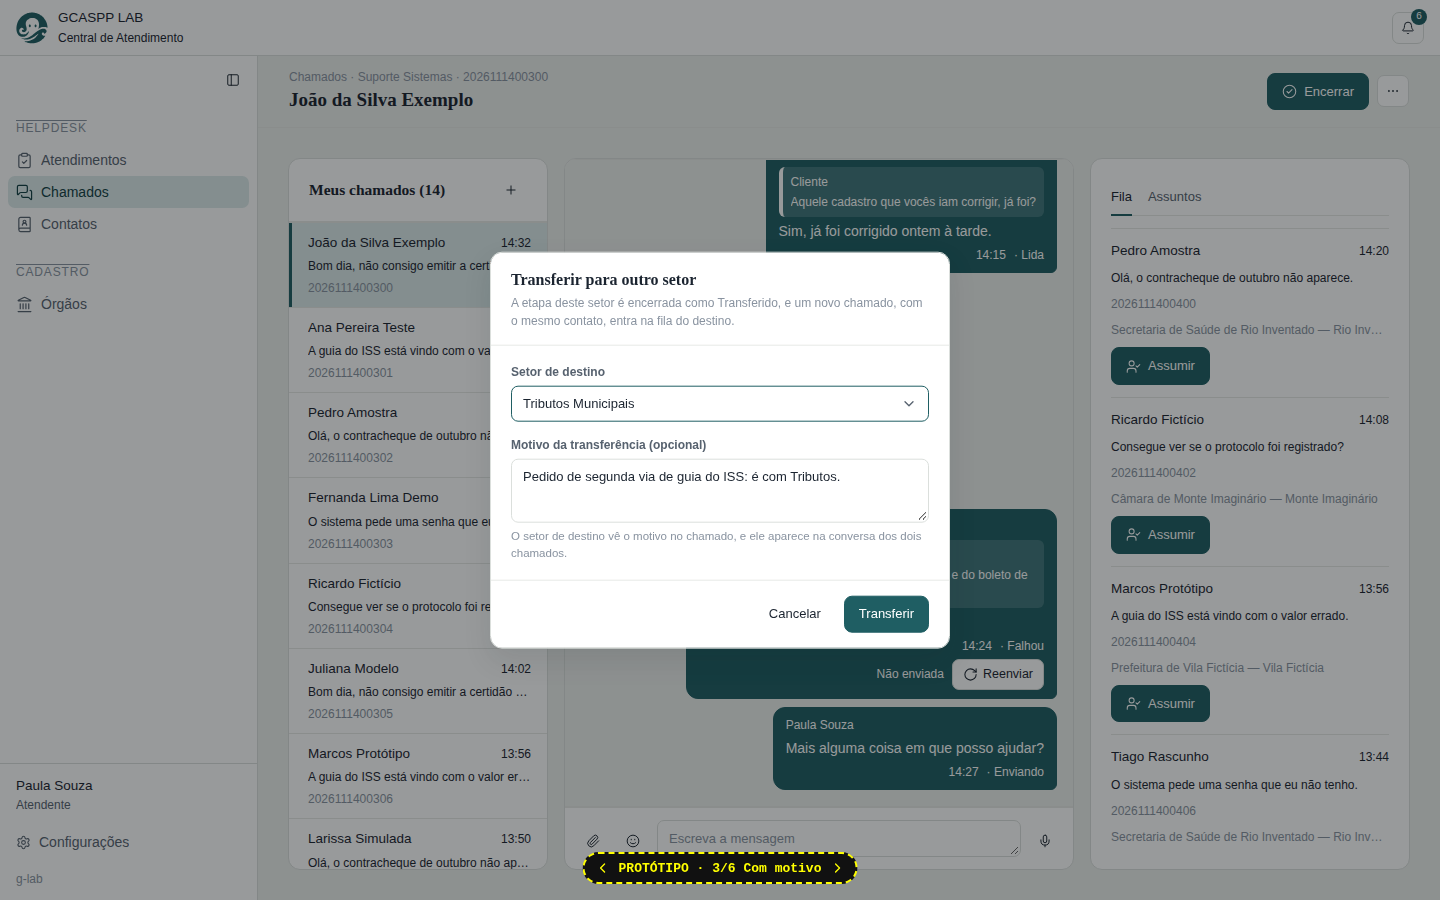 GCASPP LAB
Central de Atendimento
6
HELPDESK
Atendimentos
Chamados
Contatos
CADASTRO
Órgãos
Paula Souza
Atendente
Configurações
g-lab
Chamados · Suporte Sistemas · 2026111400300
João da Silva Exemplo
Encerrar
Meus chamados (14)
João da Silva Exemplo 14:32
Bom dia, não consigo emitir a cert
2026111400300
Ana Pereira Teste
A guia do ISS está vindo com o va
2026111400301
Pedro Amostra
Olá, o contracheque de outubro nã
2026111400302
Fernanda Lima Demo
O sistema pede uma senha que eu
2026111400303
Ricardo Fictício
Consegue ver se o protocolo foi re
2026111400304
Juliana Modelo 14:02
Bom dia, não consigo emitir a certidão ...
2026111400305
Marcos Protótipo 13:56
A guia do ISS está vindo com o valor er...
2026111400306
Larissa Simulada 13:50
Olá, o contracheque de outubro não ap...
Cliente
Aquele cadastro que vocês iam corrigir, já foi?
Sim, já foi corrigido ontem à tarde.
14:15 · Lida
Transferir para outro setor
A etapa deste setor é encerrada como Transferido, e um novo chamado, com
o mesmo contato, entra na fila do destino.
Setor de destino
Tributos Municipais
Motivo da transferência (opcional)
Pedido de segunda via de guia do ISS: é com Tributos.
O setor de destino vê o motivo no chamado, e ele aparece na conversa dos dois
chamados.
Cancelar
Transferir
e do boleto de
14:24 · Falhou
Não enviada
Reenviar
Paula Souza
Mais alguma coisa em que posso ajudar?
14:27 · Enviando
Escreva a mensagem
PROTÓTIPO · 3/6 Com motivo
Fila Assuntos
Pedro Amostra 14:20
Olá, o contracheque de outubro não aparece.
2026111400400
Secretaria de Saúde de Rio Inventado — Rio Inv...
Assumir
Ricardo Fictício 14:08
Consegue ver se o protocolo foi registrado?
2026111400402
Câmara de Monte Imaginário — Monte Imaginário
Assumir
Marcos Protótipo 13:56
A guia do ISS está vindo com o valor errado.
2026111400404
Prefeitura de Vila Fictícia — Vila Fictícia
Assumir
Tiago Rascunho 13:44
O sistema pede uma senha que eu não tenho.
2026111400406
Secretaria de Saúde de Rio Inventado — Rio Inv...